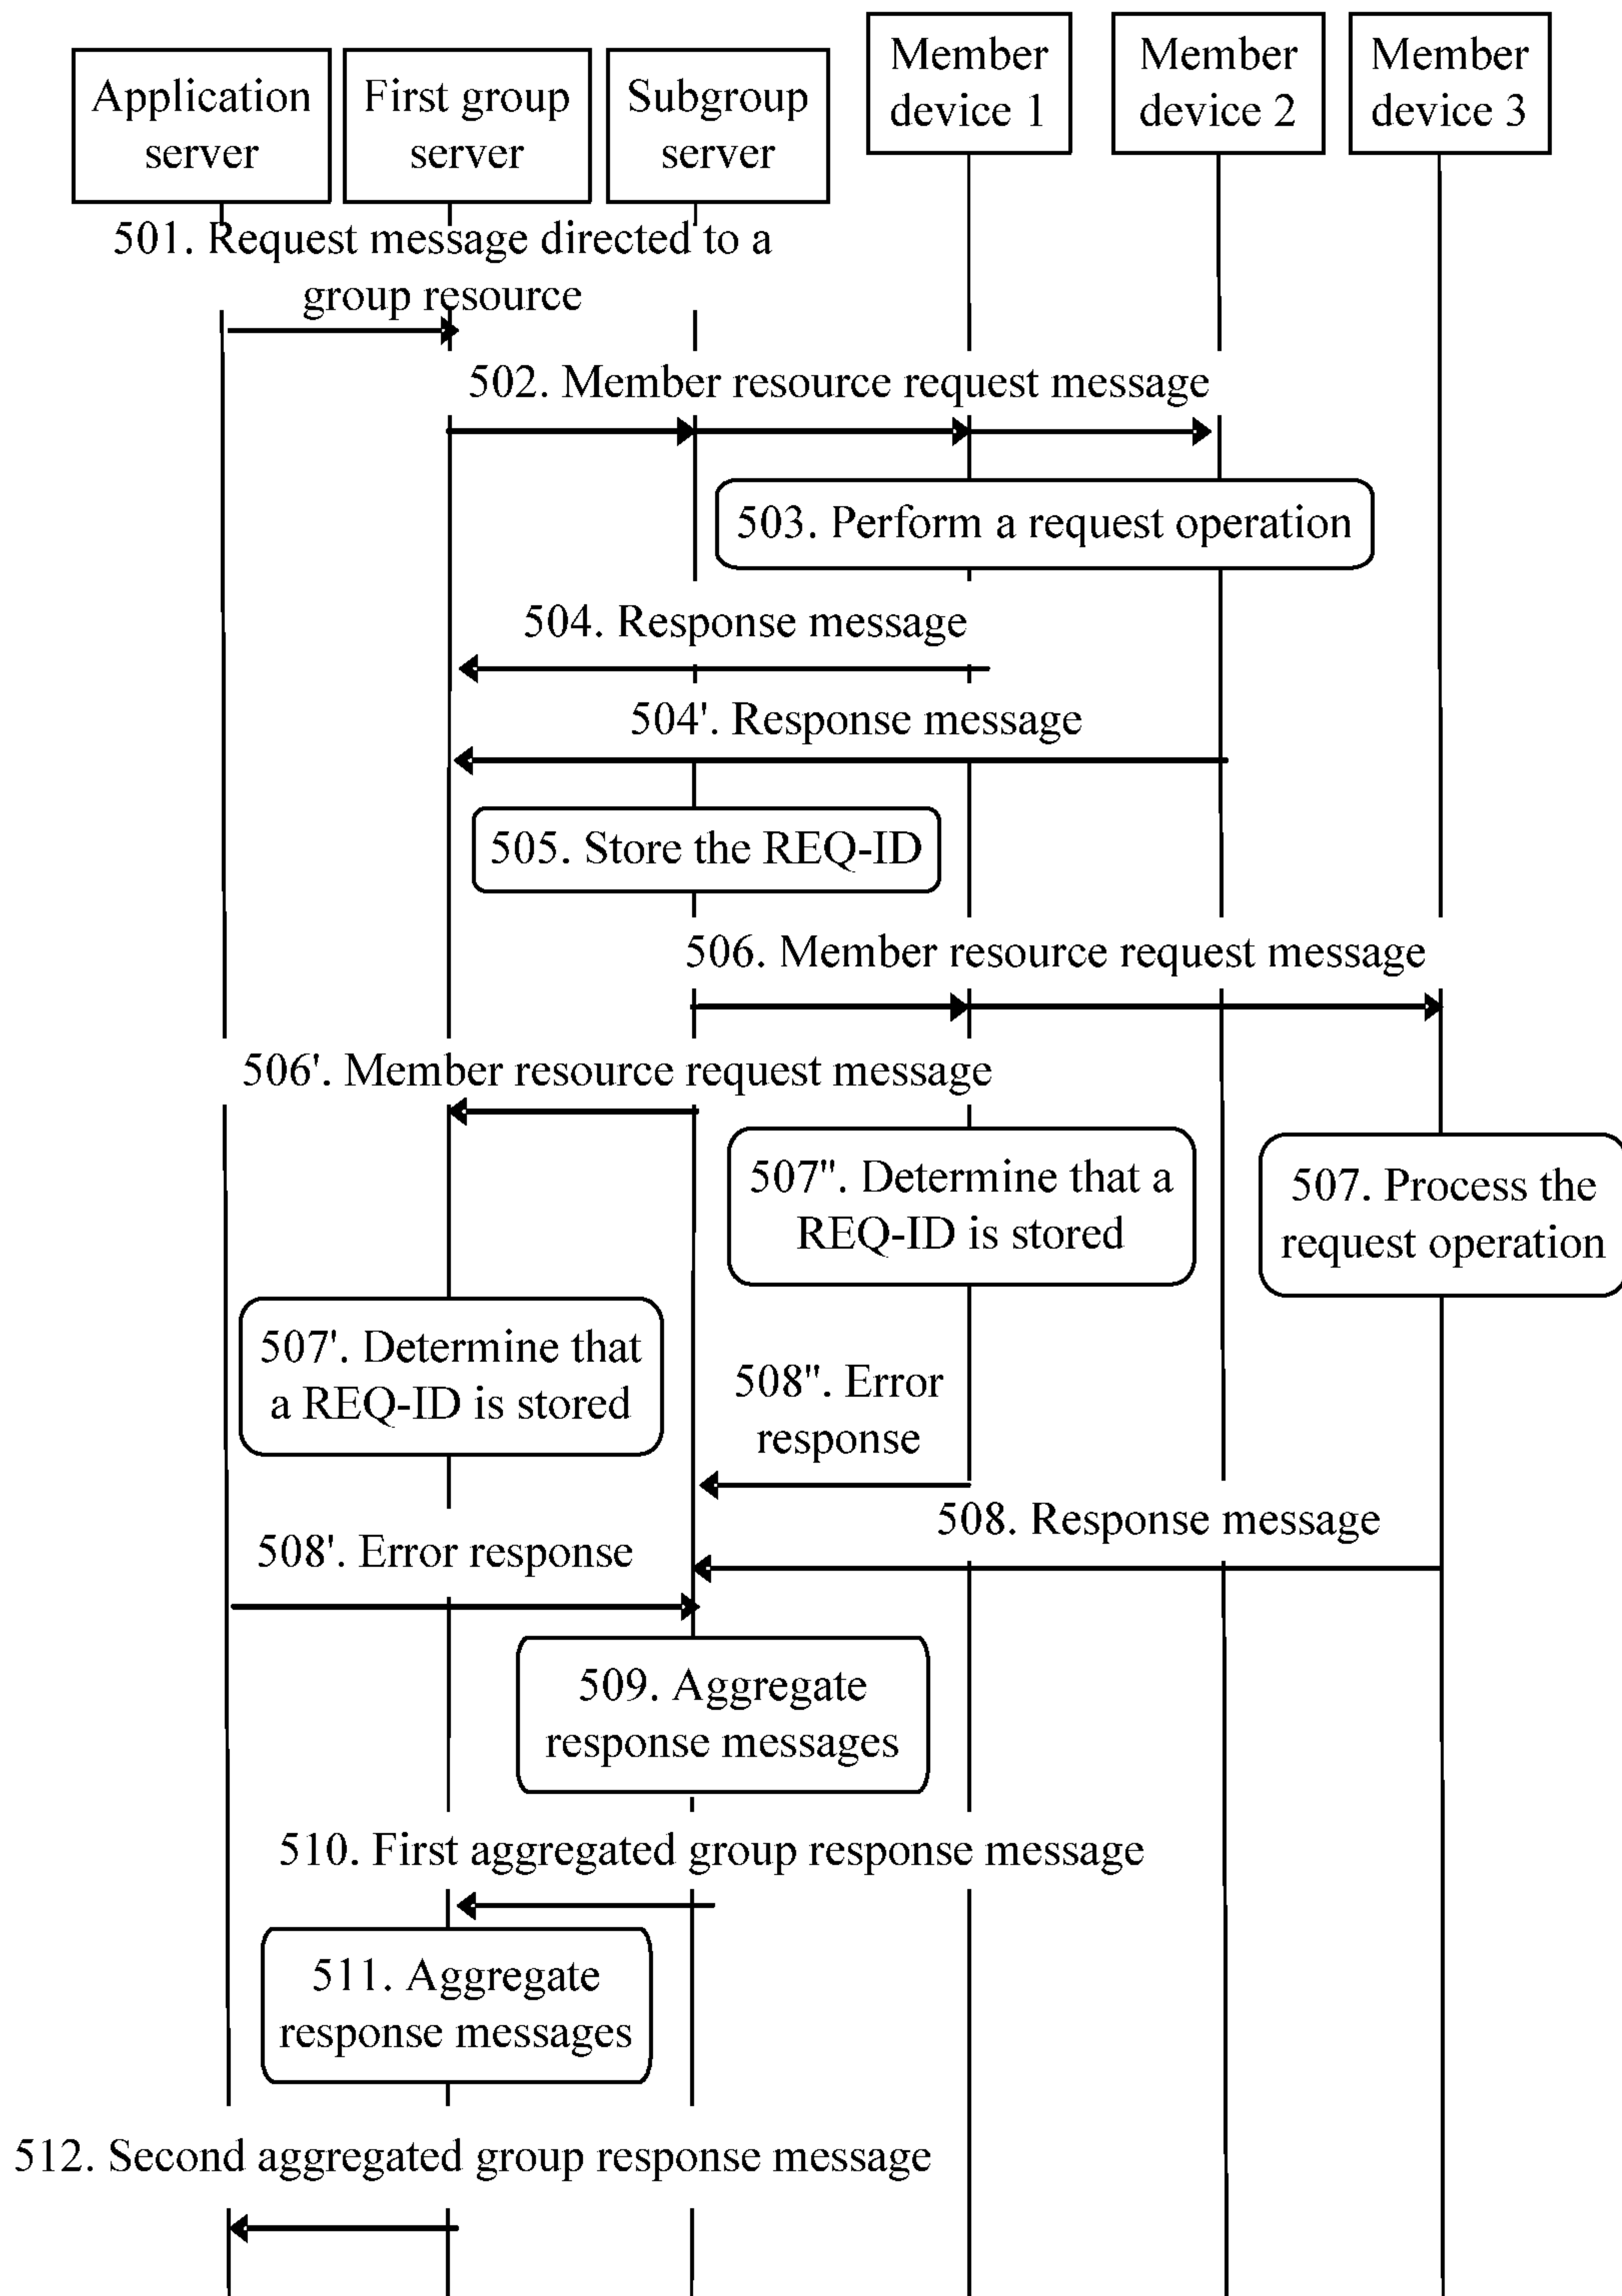 Application
server
First group
server
Subgroup
server
Member
device 1
Member
device 2
Member
device 3
501. Request message directed to a
group resource
502. Member resource request message
503. Perform a request operation
504. Response message
504'. Response message
505. Store the REQ-ID
506. Member resource request message
506'. Member resource request message
507". Determine that a
REQ-ID is stored
507. Process the
request operation
507'. Determine that
a REQ-ID is stored
508". Error
response
508. Response message
508'. Error response
509. Aggregate
response messages
510. First aggregated group response message
511. Aggregate
response messages
512. Second aggregated group response message